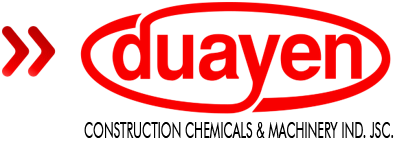 duayen
CONSTRUCTION CHEMICALS & MACHINERY IND. JSC.